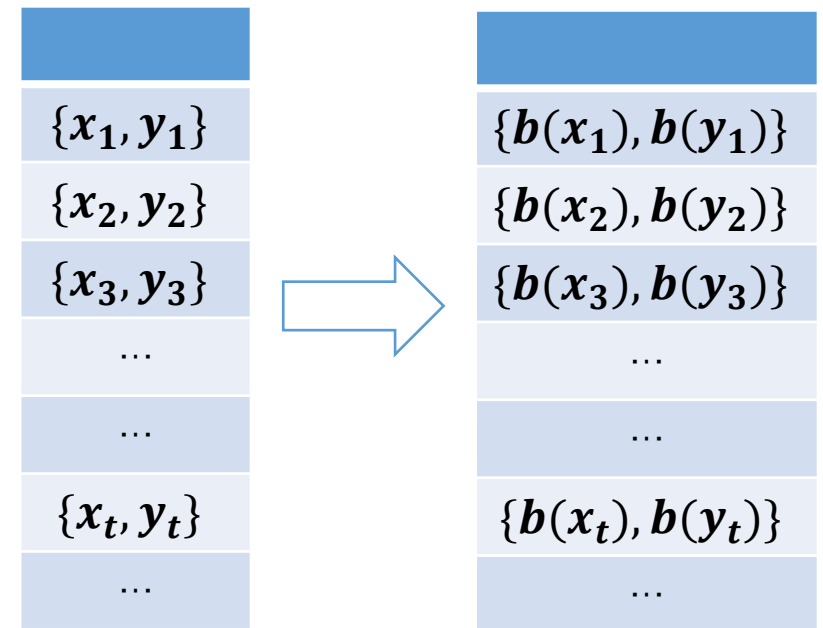 {x₁, y₁}
{x₂, y₂}
{x₃, y₃}
...
...
{xₜ, yₜ}
...
{b(x₁), b(y₁)}
{b(x₂), b(y₂)}
{b(x₃), b(y₃)}
...
...
{b(xₜ), b(yₜ)}
...